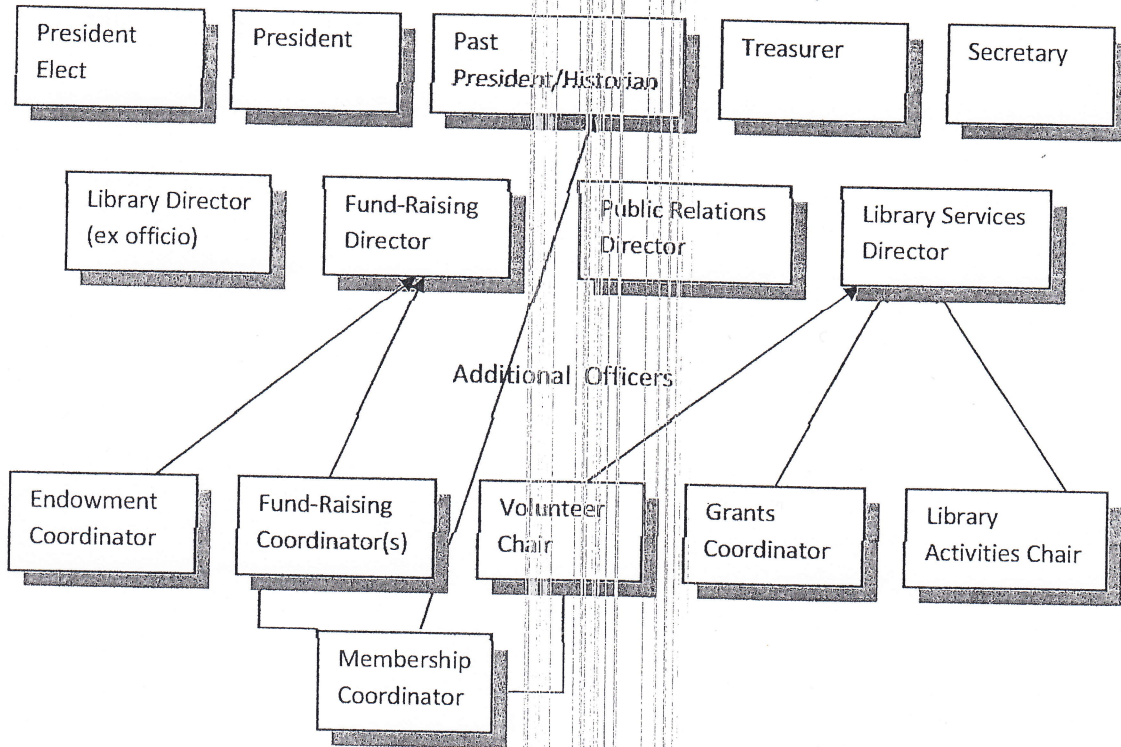 President
Elect
President
Past
President/Historian
Treasurer
Secretary
Library Director
(ex officio)
Fund-Raising
Director
Public Relations
Director
Library Services
Director
Additional Officers
Endowment
Coordinator
Fund-Raising
Coordinator(s)
Volunteer
Chair
Grants
Coordinator
Library
Activities Chair
Membership
Coordinator